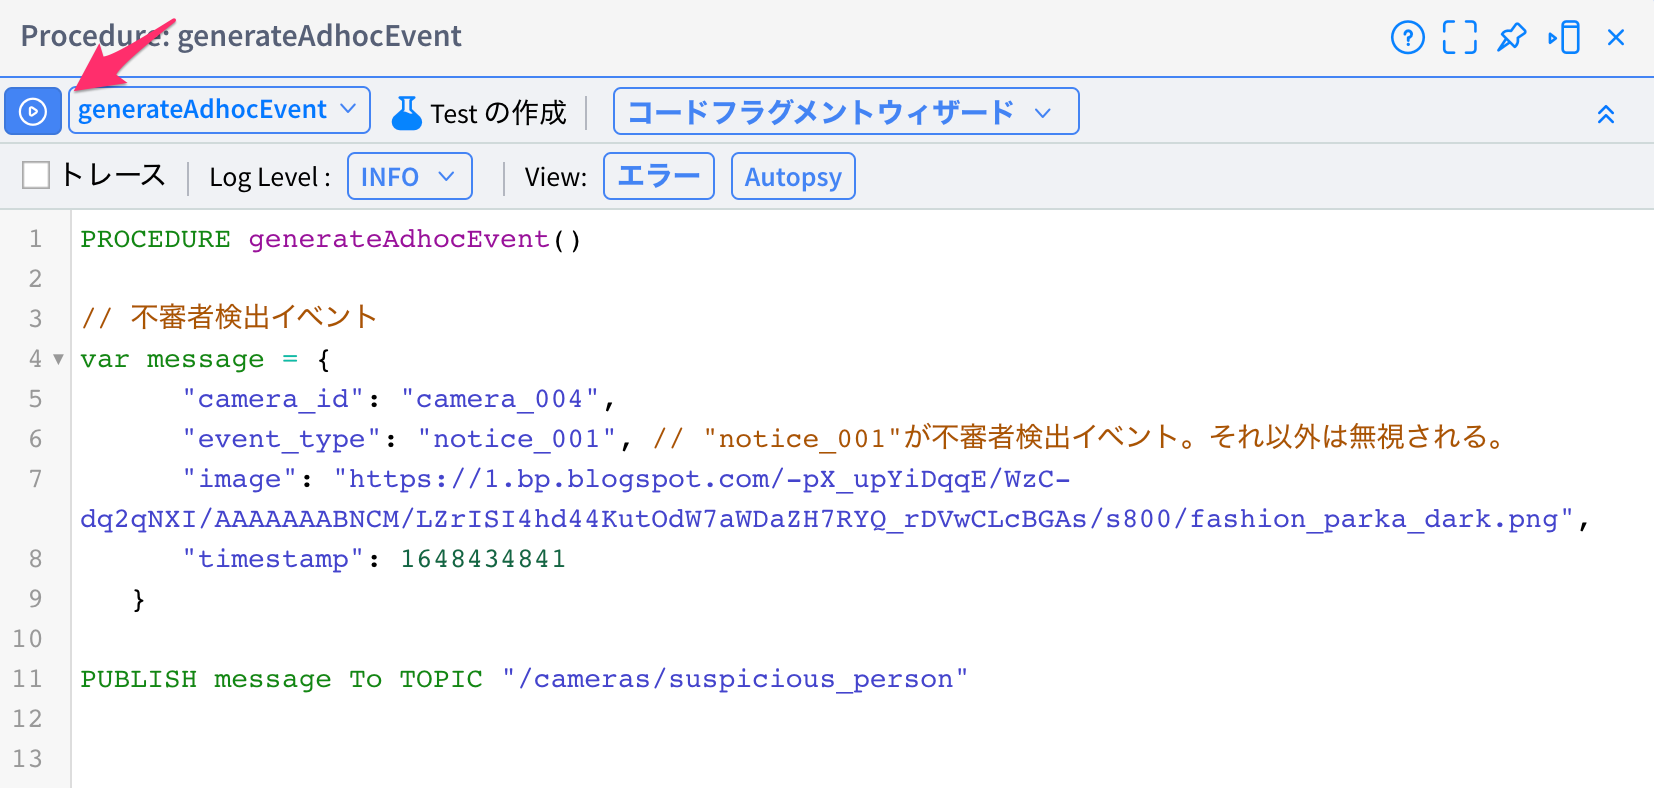 Procedure: generateAdhocEvent
generateAdhocEvent Test の作成 コードフラグメントウィザード
トレース Log Level : INFO View: エラー Autopsy
1 PROCEDURE generateAdhocEvent()
2
3 // 不審者検出イベント
4 var message = {
5 "camera_id": "camera_004",
6 "event_type": "notice_001", // "notice_001"が不審者検出イベント。それ以外は無視される。
7 "image": "https://1.bp.blogspot.com/-pX_upYiDqqE/WzC-
dq2qNXI/AAAAAAABNCM/LZrISI4hd44KutOdW7aWDaZH7RYQ_rDVwCLcBGAs/s800/fashion_parka_dark.png",
8 "timestamp": 1648434841
9 }
10
11 PUBLISH message To TOPIC "/cameras/suspicious_person"
12
13